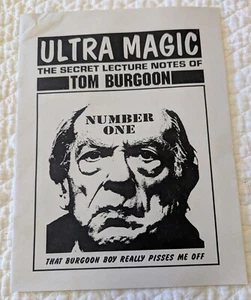 ULTRA MAGIC
THE SECRET LECTURE NOTES OF
TOM BURGOON
NUMBER
ONE
THAT BURGOON BOY REALLY PISSES ME OFF